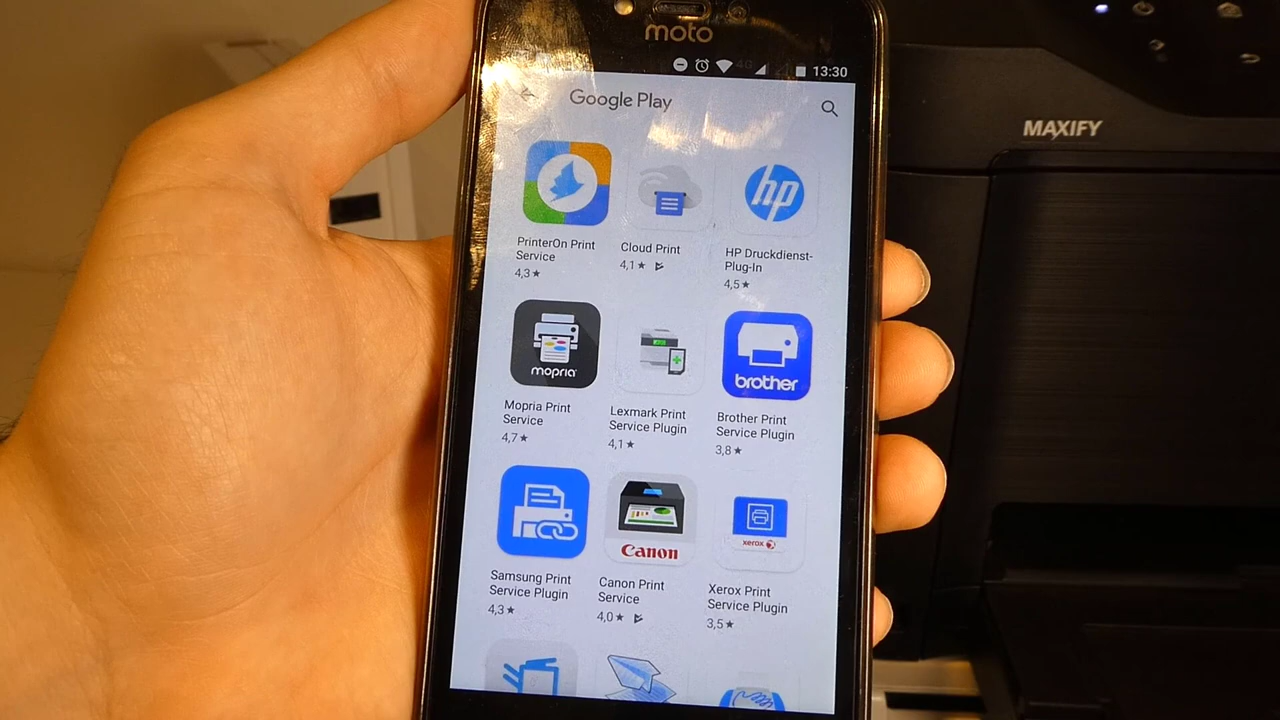 moto
4G
13:30
Google Play
MAXIFY
PrinterOn Print
Service
4,3★
Cloud Print
4,1★
hp
HP Druckdienst-
Plug-In
4,5★
mopria
Mopria Print
Service
4,7★
Lexmark Print
Service Plugin
4,1★
brother
Brother Print
Service Plugin
3,8★
Samsung Print
Service Plugin
4,3★
Canon
Canon Print
Service
4,0★
xerox
Xerox Print
Service Plugin
3,5★